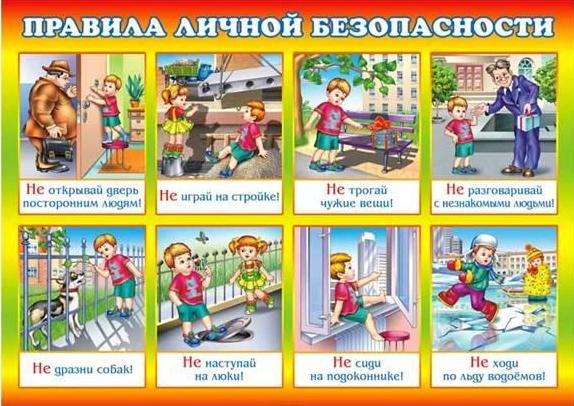 ПРАВИЛА ЛИЧНОЙ БЕЗОПАСНОСТИ
Не открывай дверь
посторонним людям!
Не играй на стройке!
Не трогай
чужие вещи!
Не разговаривай
с незнакомыми людьми!
Не дразни собак!
Не наступай
на люки!
Не сиди
на подоконнике!
Не ходи
по льду водоёмов!